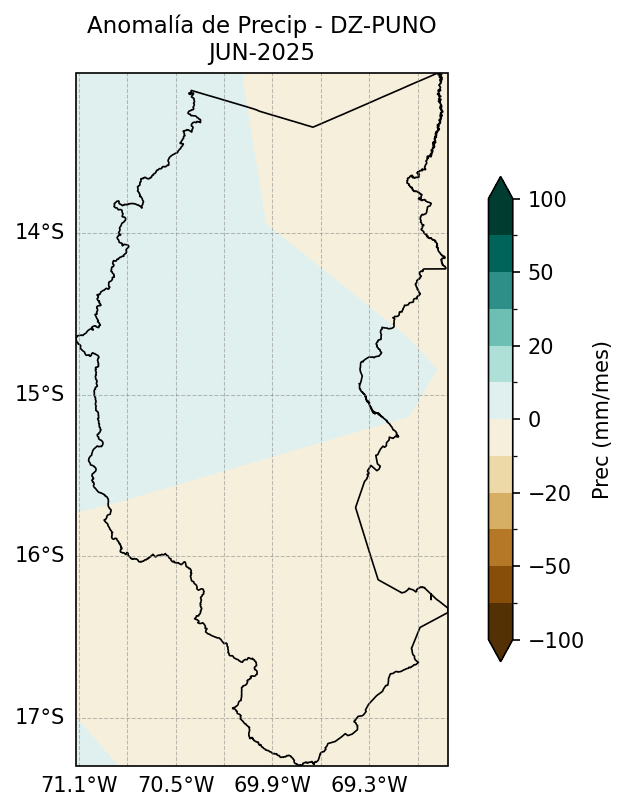 Anomalía de Precip - DZ-PUNO
JUN-2025
14°S
15°S
16°S
17°S
71.1°W 70.5°W 69.9°W 69.3°W
100
50
20
0
−20
−50
−100
Prec (mm/mes)